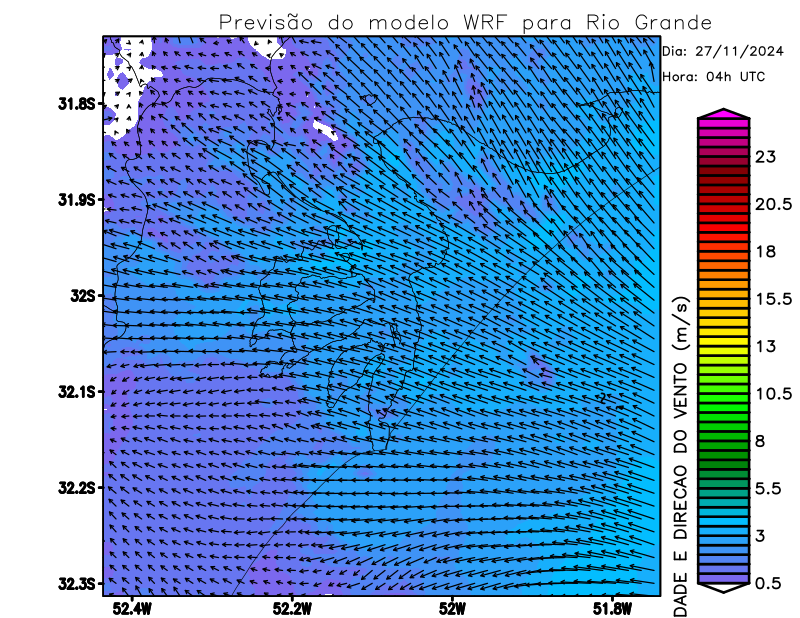 Previsão do modelo WRF para Rio Grande
Dia: 27/11/2024
Hora: 04h UTC
31.8S
31.9S
32S
32.1S
32.2S
32.3S
52.4W
52.2W
52W
51.8W
DADE E DIRECAO DO VENTO (m/s)
23
20.5
18
15.5
13
10.5
8
5.5
3
0.5